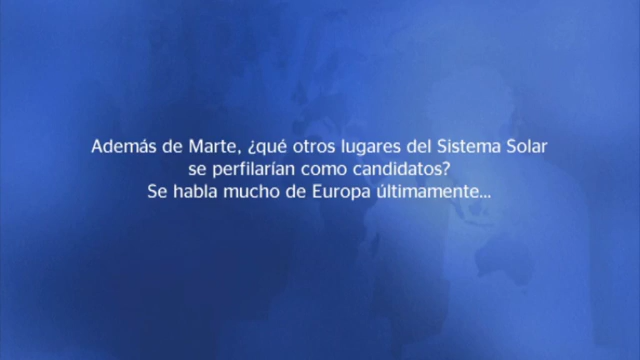 Además de Marte, ¿qué otros lugares del Sistema Solar
se perfilarían como candidatos?
Se habla mucho de Europa últimamente...